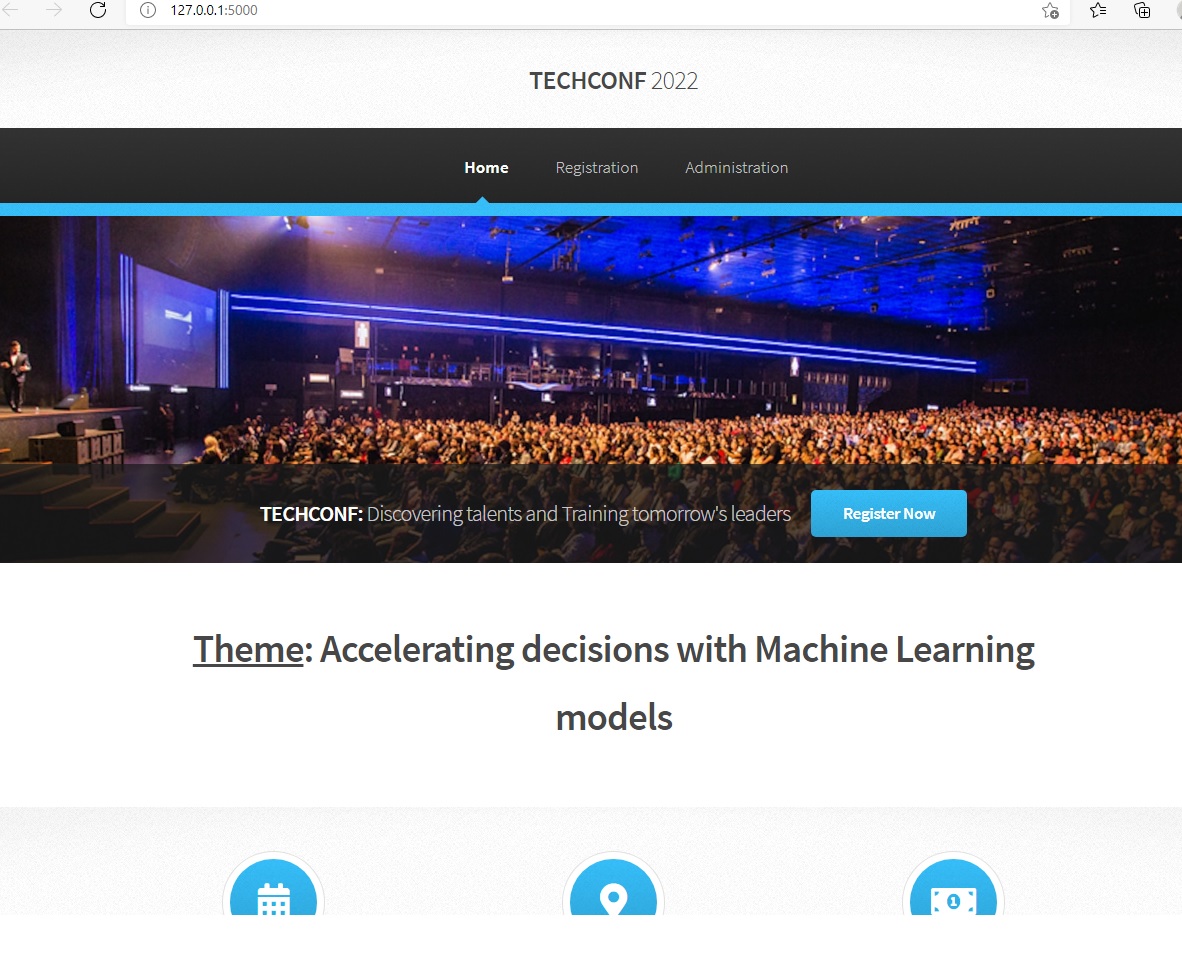 127.0.0.1:5000
TECHCONF 2022
Home Registration Administration
TECHCONF: Discovering talents and Training tomorrow's leaders Register Now
Theme: Accelerating decisions with Machine Learning
models
1